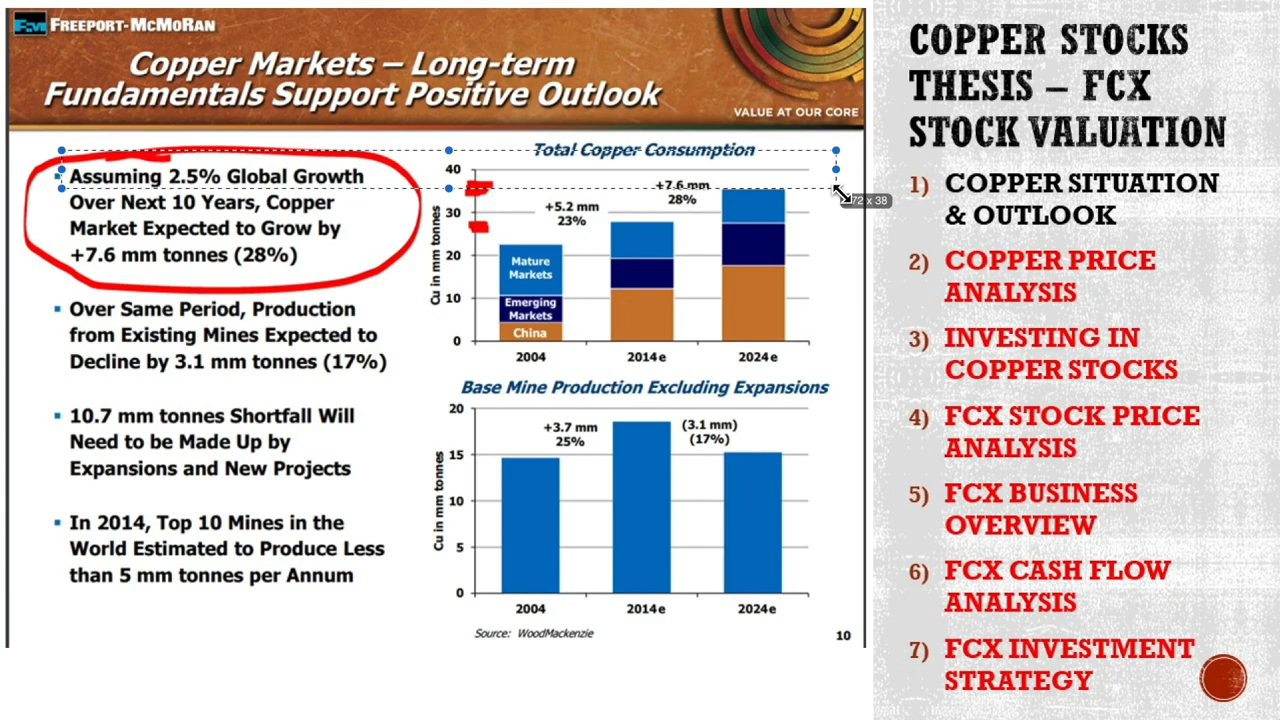 FREEPORT-McMoRAN
Copper Markets – Long-term
Fundamentals Support Positive Outlook
VALUE AT OUR CORE
▪ Assuming 2.5% Global Growth
Over Next 10 Years, Copper
Market Expected to Grow by
+7.6 mm tonnes (28%)
▪ Over Same Period, Production
from Existing Mines Expected to
Decline by 3.1 mm tonnes (17%)
▪ 10.7 mm tonnes Shortfall Will
Need to be Made Up by
Expansions and New Projects
▪ In 2014, Top 10 Mines in the
World Estimated to Produce Less
than 5 mm tonnes per Annum
Total Copper Consumption
Cu in mm tonnes
40
30
20
10
0
+5.2 mm
23%
+7.6 mm
28%
Mature
Markets
Emerging
Markets
China
2004
2014e
2024e
72 x 38
Base Mine Production Excluding Expansions
Cu in mm tonnes
20
15
10
5
0
+3.7 mm
25%
(3.1 mm)
(17%)
2004
2014e
2024e
Source: WoodMackenzie
10
COPPER STOCKS
THESIS – FCX
STOCK VALUATION
1) COPPER SITUATION
& OUTLOOK
2) COPPER PRICE
ANALYSIS
3) INVESTING IN
COPPER STOCKS
4) FCX STOCK PRICE
ANALYSIS
5) FCX BUSINESS
OVERVIEW
6) FCX CASH FLOW
ANALYSIS
7) FCX INVESTMENT
STRATEGY